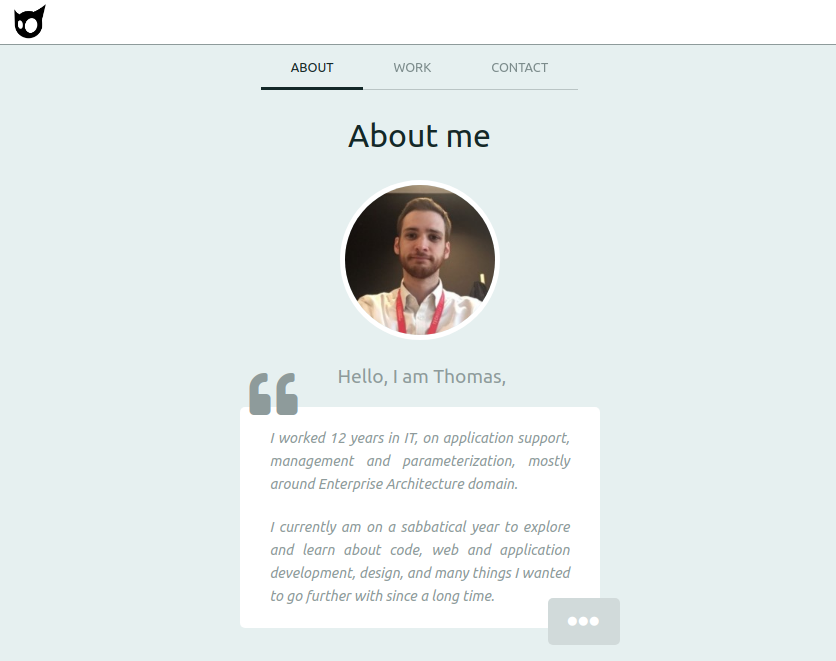 ABOUT WORK CONTACT
About me
Hello, I am Thomas,
I worked 12 years in IT, on application support,
management and parameterization, mostly
around Enterprise Architecture domain.
I currently am on a sabbatical year to explore
and learn about code, web and application
development, design, and many things I wanted
to go further with since a long time.